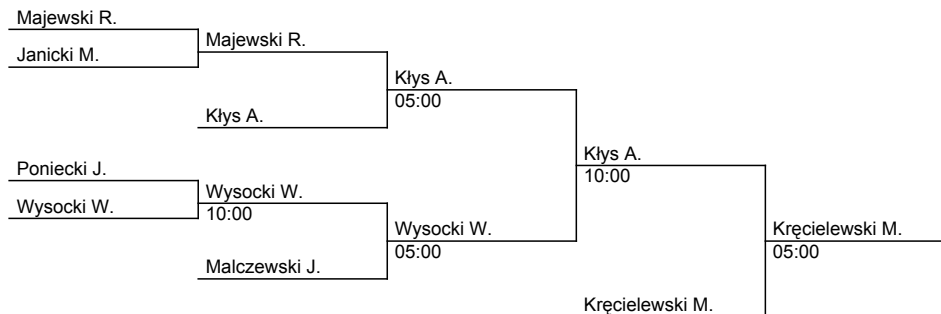 Majewski R.
Janicki M.
Majewski R.
Kłys A.
Kłys A.
05:00
Poniecki J.
Wysocki W.
Wysocki W.
10:00
Malczewski J.
Wysocki W.
05:00
Kłys A.
10:00
Kręcielewski M.
Kręcielewski M.
05:00